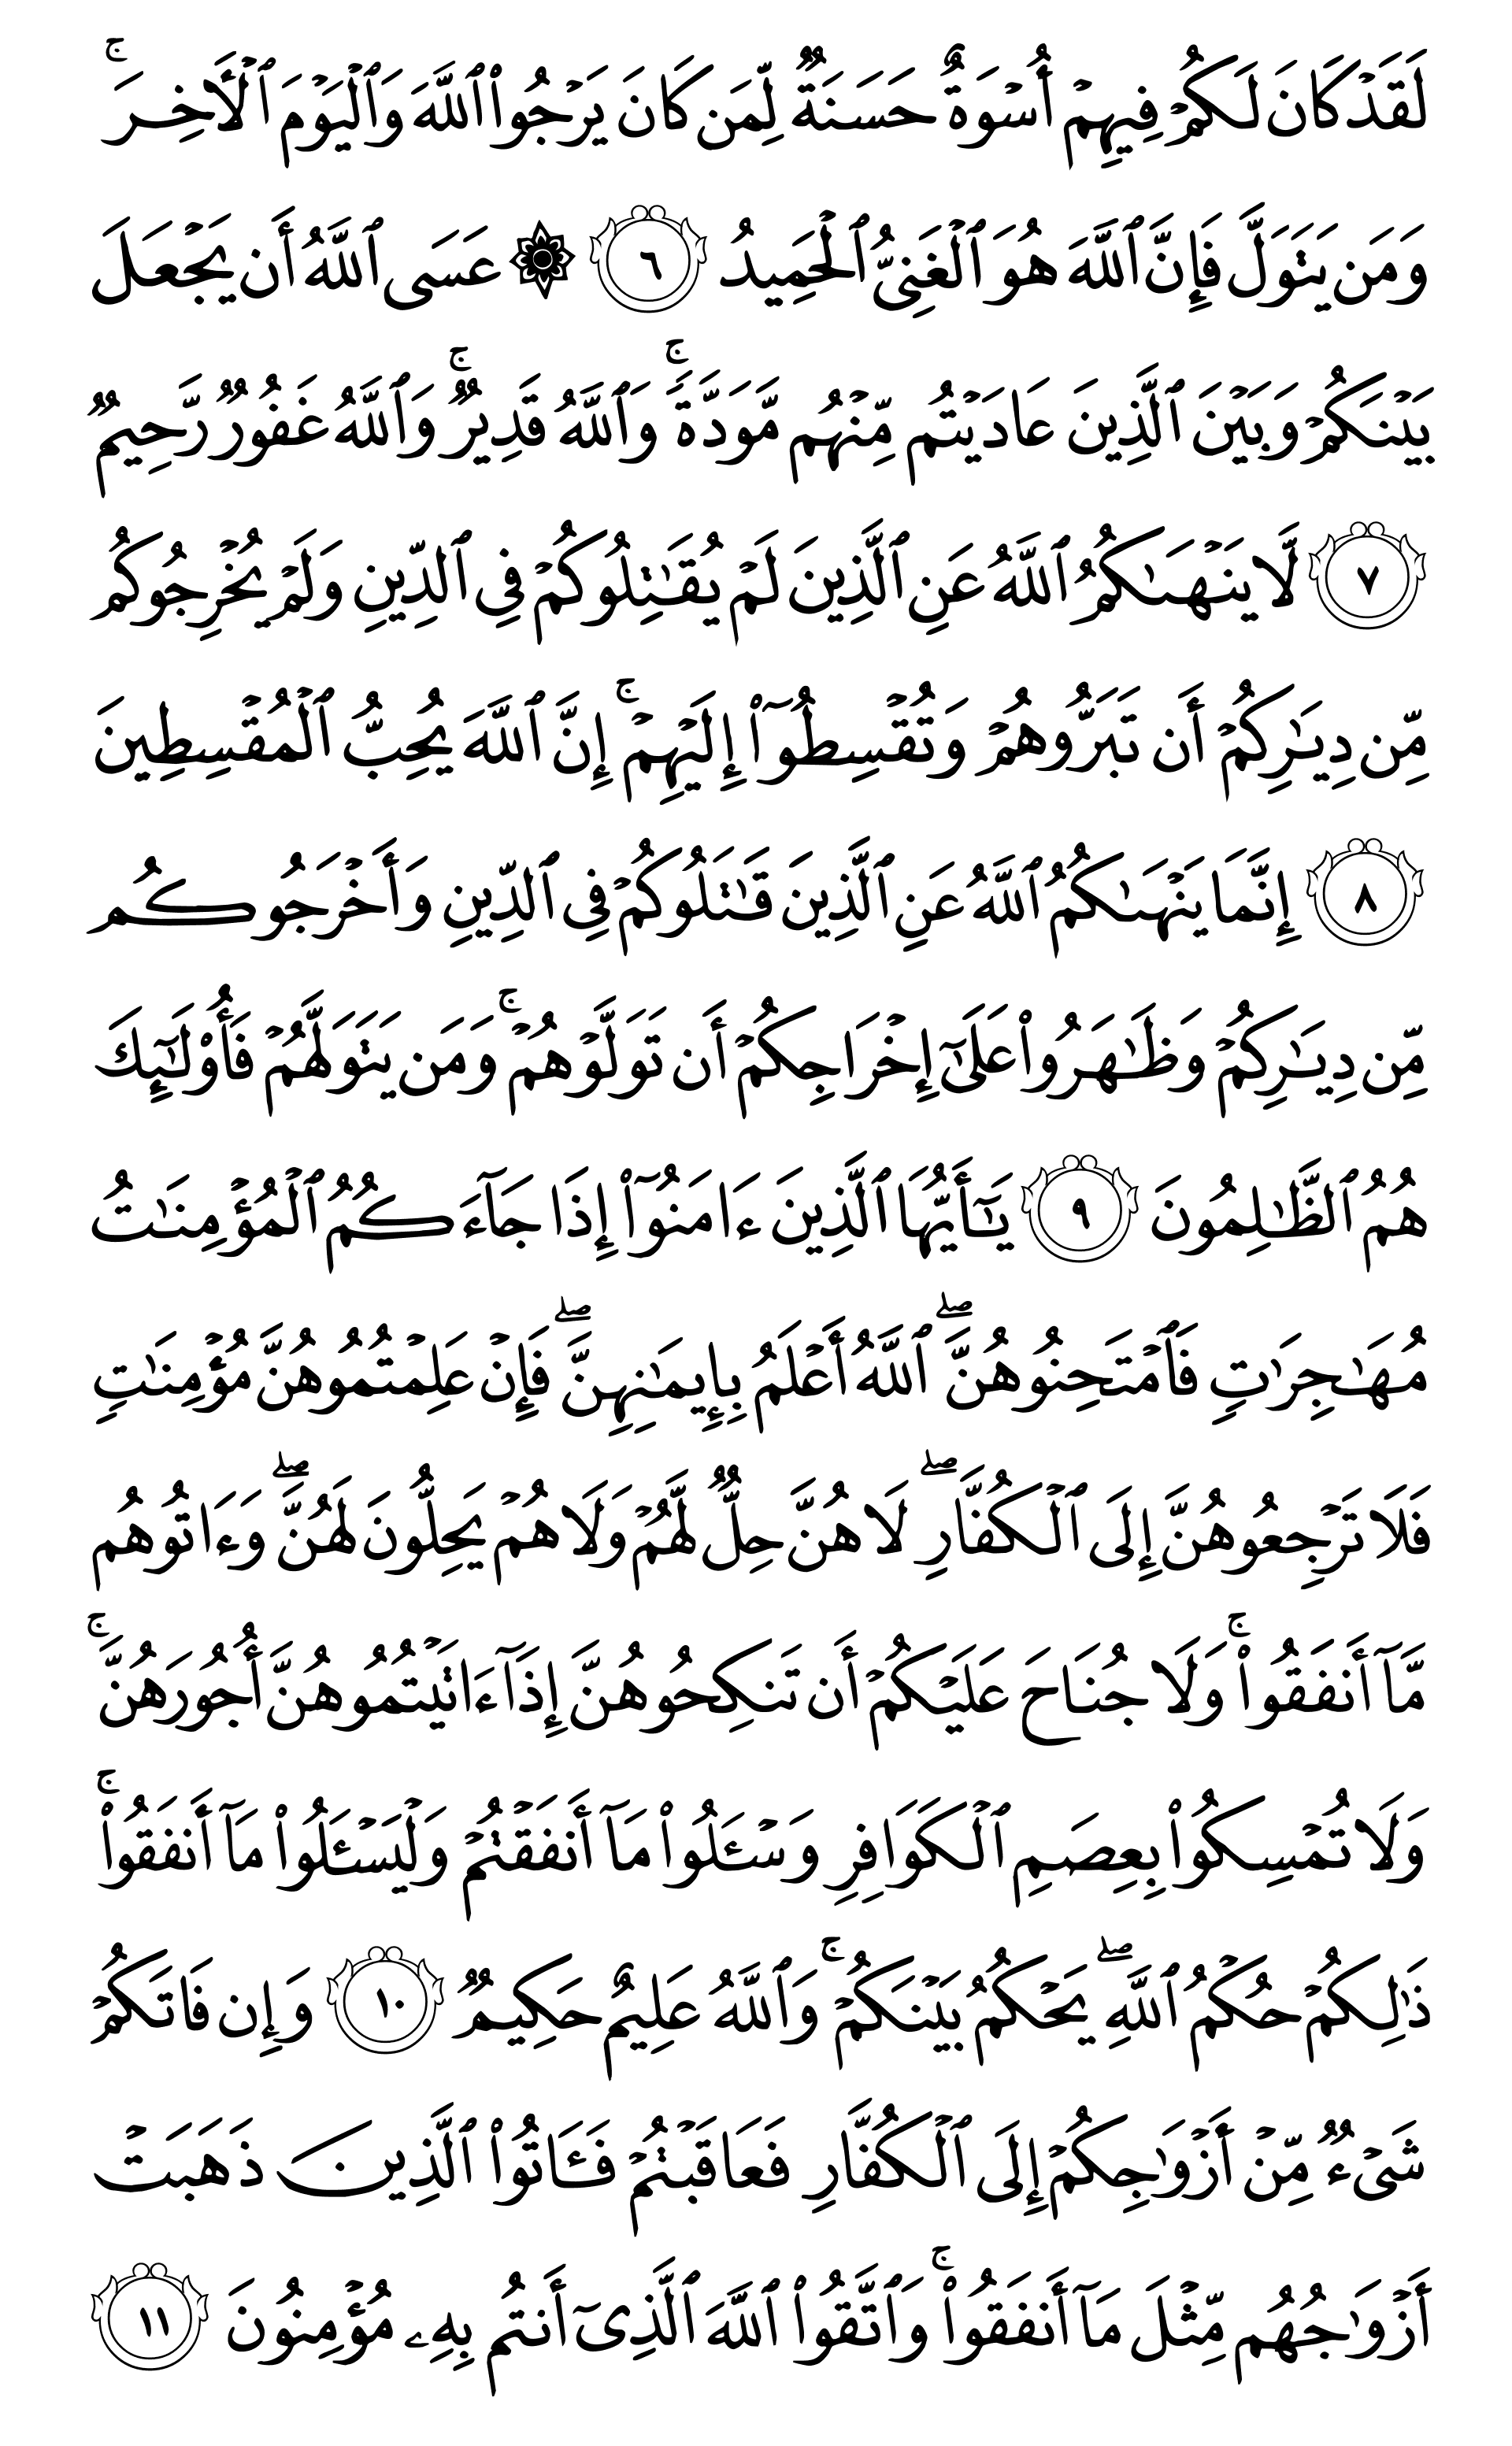 لَقَدۡ كَانَ لَكُمۡ فِيهِمۡ أُسۡوَةٌ حَسَنَةٞ لِّمَن كَانَ يَرۡجُواْ ٱللَّهَ وَٱلۡيَوۡمَ ٱلۡأٓخِرَۚ
وَمَن يَتَوَلَّ فَإِنَّ ٱللَّهَ هُوَ ٱلۡغَنِيُّ ٱلۡحَمِيدُ ٦ ۞ عَسَى ٱللَّهُ أَن يَجۡعَلَ
بَيۡنَكُمۡ وَبَيۡنَ ٱلَّذِينَ عَادَيۡتُم مِّنۡهُم مَّوَدَّةٗۚ وَٱللَّهُ قَدِيرٞۚ وَٱللَّهُ غَفُورٞ رَّحِيمٞ
٧ لَّا يَنۡهَىٰكُمُ ٱللَّهُ عَنِ ٱلَّذِينَ لَمۡ يُقَٰتِلُوكُمۡ فِي ٱلدِّينِ وَلَمۡ يُخۡرِجُوكُم
مِّن دِيَٰرِكُمۡ أَن تَبَرُّوهُمۡ وَتُقۡسِطُوٓاْ إِلَيۡهِمۡۚ إِنَّ ٱللَّهَ يُحِبُّ ٱلۡمُقۡسِطِينَ
٨ إِنَّمَا يَنۡهَىٰكُمُ ٱللَّهُ عَنِ ٱلَّذِينَ قَٰتَلُوكُمۡ فِي ٱلدِّينِ وَأَخۡرَجُوكُم
مِّن دِيَٰرِكُمۡ وَظَٰهَرُواْ عَلَىٰٓ إِخۡرَاجِكُمۡ أَن تَوَلَّوۡهُمۡۚ وَمَن يَتَوَلَّهُمۡ فَأُوْلَٰٓئِكَ
هُمُ ٱلظَّٰلِمُونَ ٩ يَٰٓأَيُّهَا ٱلَّذِينَ ءَامَنُوٓاْ إِذَا جَآءَكُمُ ٱلۡمُؤۡمِنَٰتُ
مُهَٰجِرَٰتٖ فَٱمۡتَحِنُوهُنَّۖ ٱللَّهُ أَعۡلَمُ بِإِيمَٰنِهِنَّۖ فَإِنۡ عَلِمۡتُمُوهُنَّ مُؤۡمِنَٰتٖ
فَلَا تَرۡجِعُوهُنَّ إِلَى ٱلۡكُفَّارِۖ لَا هُنَّ حِلّٞ لَّهُمۡ وَلَا هُمۡ يَحِلُّونَ لَهُنَّۖ وَءَاتُوهُم
مَّآ أَنفَقُواْۚ وَلَا جُنَاحَ عَلَيۡكُمۡ أَن تَنكِحُوهُنَّ إِذَآ ءَاتَيۡتُمُوهُنَّ أُجُورَهُنَّۚ
وَلَا تُمۡسِكُواْ بِعِصَمِ ٱلۡكَوَافِرِ وَسۡـَٔلُواْ مَآ أَنفَقۡتُمۡ وَلۡيَسۡـَٔلُواْ مَآ أَنفَقُواْۚ
ذَٰلِكُمۡ حُكۡمُ ٱللَّهِۖ يَحۡكُمُ بَيۡنَكُمۡۚ وَٱللَّهُ عَلِيمٌ حَكِيمٞ ١٠ وَإِن فَاتَكُمۡ
شَيۡءٞ مِّنۡ أَزۡوَٰجِكُمۡ إِلَى ٱلۡكُفَّارِ فَعَاقَبۡتُمۡ فَـَٔاتُواْ ٱلَّذِينَ ذَهَبَتۡ
أَزۡوَٰجُهُم مِّثۡلَ مَآ أَنفَقُواْۚ وَٱتَّقُواْ ٱللَّهَ ٱلَّذِيٓ أَنتُم بِهِۦ مُؤۡمِنُونَ ١١